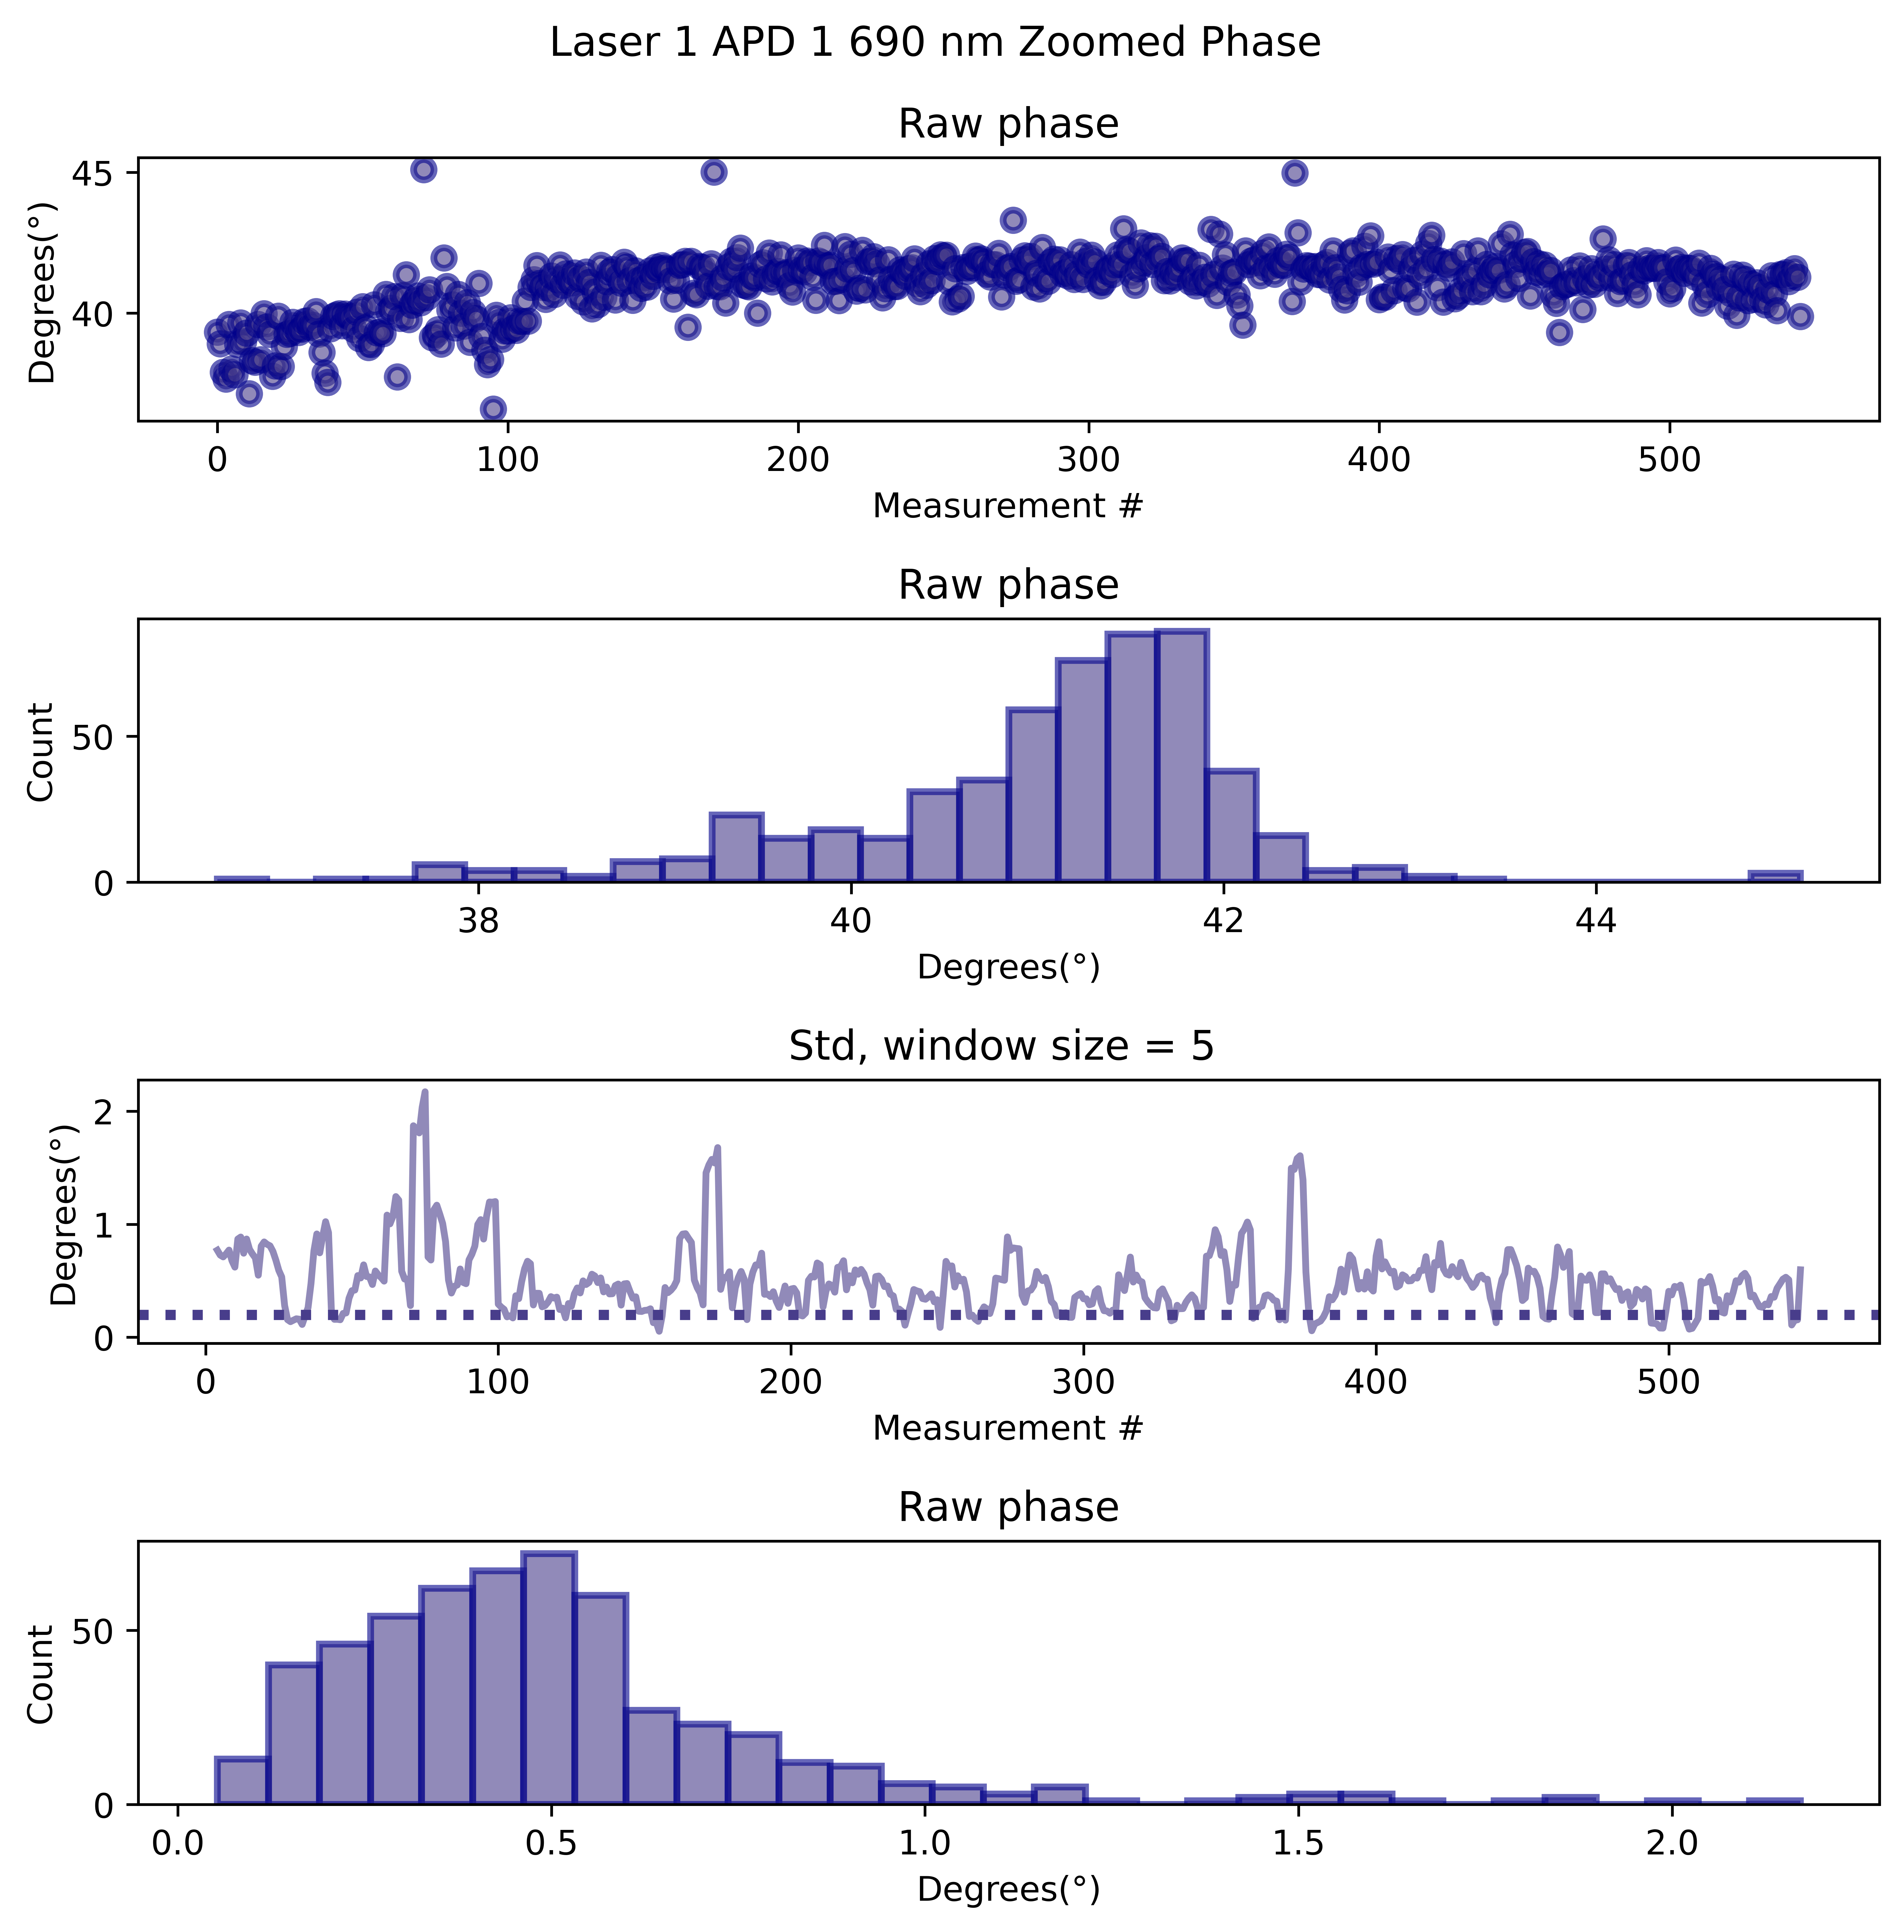 Laser 1 APD 1 690 nm Zoomed Phase
Raw phase
Degrees(°)
45
40
0 100 200 300 400 500
Measurement #
Raw phase
Count
50
0
38 40 42 44
Degrees(°)
Std, window size = 5
Degrees(°)
2
1
0
0 100 200 300 400 500
Measurement #
Raw phase
Count
50
0
0.0 0.5 1.0 1.5 2.0
Degrees(°)